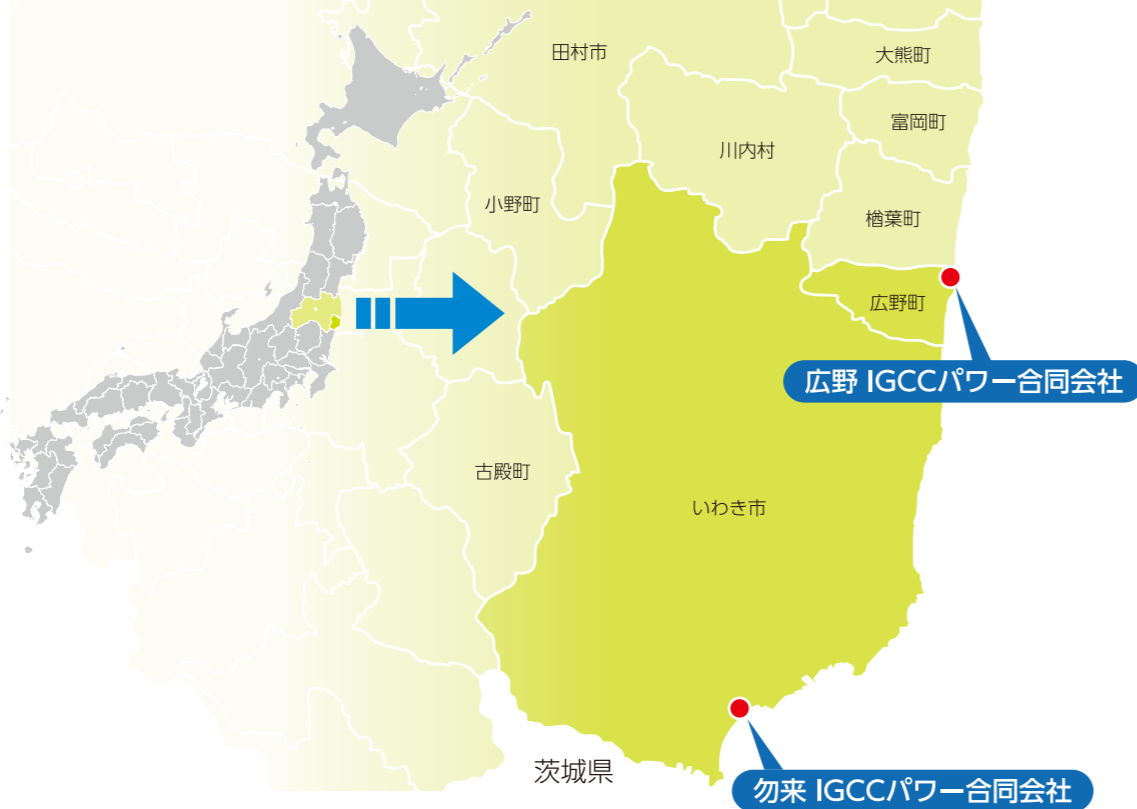 田村市
大熊町
富岡町
川内村
小野町
楢葉町
広野町
広野 IGCCパワー合同会社
古殿町
いわき市
茨城県
勿来 IGCCパワー合同会社